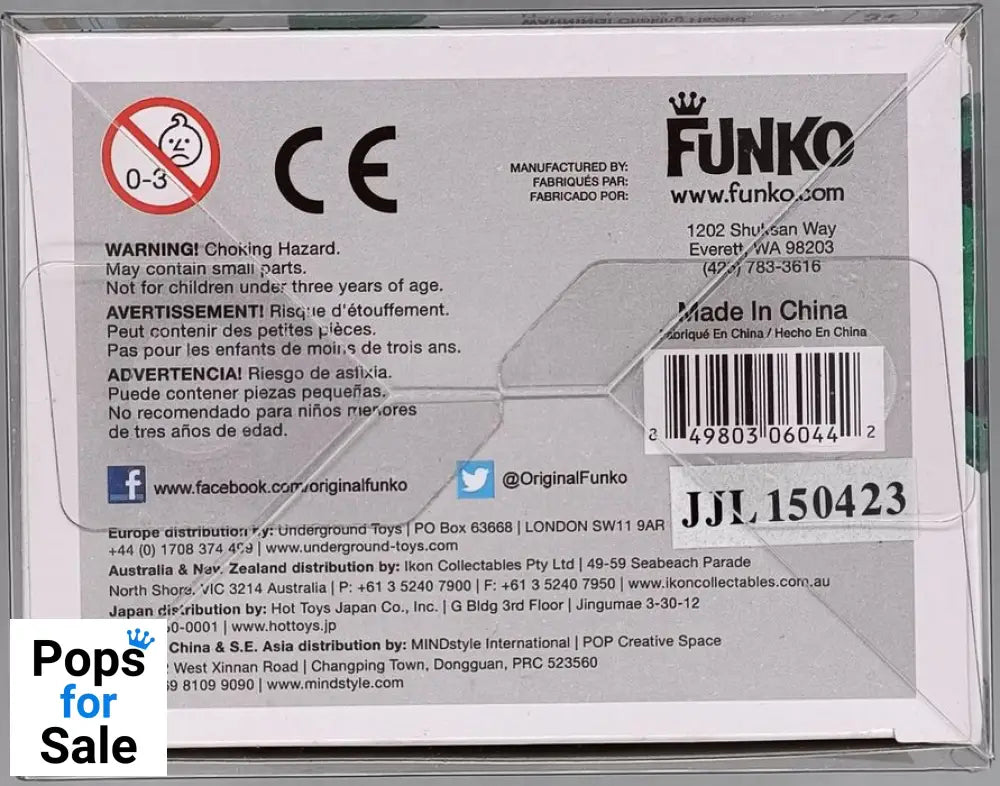 WARNING! Choking Hazard
3+
0-3
CE
MANUFACTURED BY:
FABRIQUÉS PAR:
FABRICADO POR:
FUNKO
www.funko.com
1202 Shuksan Way
Everett, WA 98203
(425) 783-3616
WARNING! Choking Hazard.
May contain small parts.
Not for children under three years of age.
AVERTISSEMENT! Risque d'étouffement.
Peut contenir des petites pièces.
Pas pour les enfants de moins de trois ans.
ADVERTENCIA! Riesgo de asfixia.
Puede contener piezas pequeñas.
No recomendado para niños menores
de tres años de edad.
Made In China
Fabriqué En China / Hecho En China
49803 06044 2
www.facebook.com/originalfunko
@OriginalFunko
JJL 150423
Europe distribution by: Underground Toys | PO Box 63668 | LONDON SW11 9AR
+44 (0) 1708 374 | www.underground-toys.com
Australia & New Zealand distribution by: Ikon Collectables Pty Ltd | 49-59 Seabeach Parade
North Shore, VIC 3214 Australia | P: +61 3 5240 7900 | F: +61 3 5240 7950 | www.ikoncollectables.com.au
Japan distribution by: Hot Toys Japan Co., Inc. | G Bldg 3rd Floor | Jingumae 3-30-12
0-0001 | www.hottoys.jp
China & S.E. Asia distribution by: MINDstyle International | POP Creative Space
West Xinnan Road | Changping Town, Dongguan, PRC 523560
8109 9090 | www.mindstyle.com
Pops
for
Sale